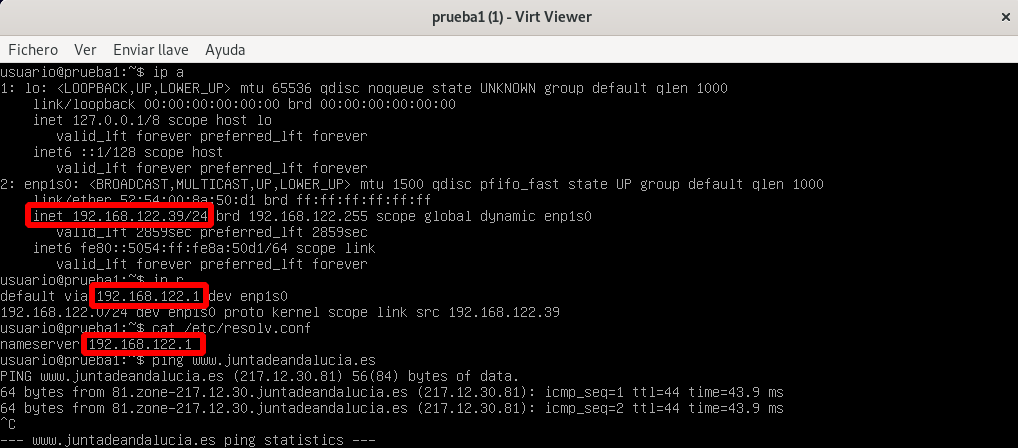 prueba1 (1) - Virt Viewer ×
Fichero Ver Enviar llave Ayuda
usuario@prueba1:~$ ip a
1: lo: <LOOPBACK,UP,LOWER_UP> mtu 65536 qdisc noqueue state UNKNOWN group default qlen 1000
    link/loopback 00:00:00:00:00:00 brd 00:00:00:00:00:00
    inet 127.0.0.1/8 scope host lo
       valid_lft forever preferred_lft forever
    inet6 ::1/128 scope host
       valid_lft forever preferred_lft forever
2: enp1s0: <BROADCAST,MULTICAST,UP,LOWER_UP> mtu 1500 qdisc pfifo_fast state UP group default qlen 1000
    link/ether 52:54:00:8a:50:d1 brd ff:ff:ff:ff:ff:ff
    inet 192.168.122.39/24 brd 192.168.122.255 scope global dynamic enp1s0
       valid_lft 2859sec preferred_lft 2859sec
    inet6 fe80::5054:ff:fe8a:50d1/64 scope link
       valid_lft forever preferred_lft forever
usuario@prueba1:~$ ip r
default via 192.168.122.1 dev enp1s0
192.168.122.0/24 dev enp1s0 proto kernel scope link src 192.168.122.39
usuario@prueba1:~$ cat /etc/resolv.conf
nameserver 192.168.122.1
usuario@prueba1:~$ ping www.juntadeandalucia.es
PING www.juntadeandalucia.es (217.12.30.81) 56(84) bytes of data.
64 bytes from 81.zone-217.12.30.juntadeandalucia.es (217.12.30.81): icmp_seq=1 ttl=44 time=43.9 ms
64 bytes from 81.zone-217.12.30.juntadeandalucia.es (217.12.30.81): icmp_seq=2 ttl=44 time=43.9 ms
^C
--- www.juntadeandalucia.es ping statistics ---